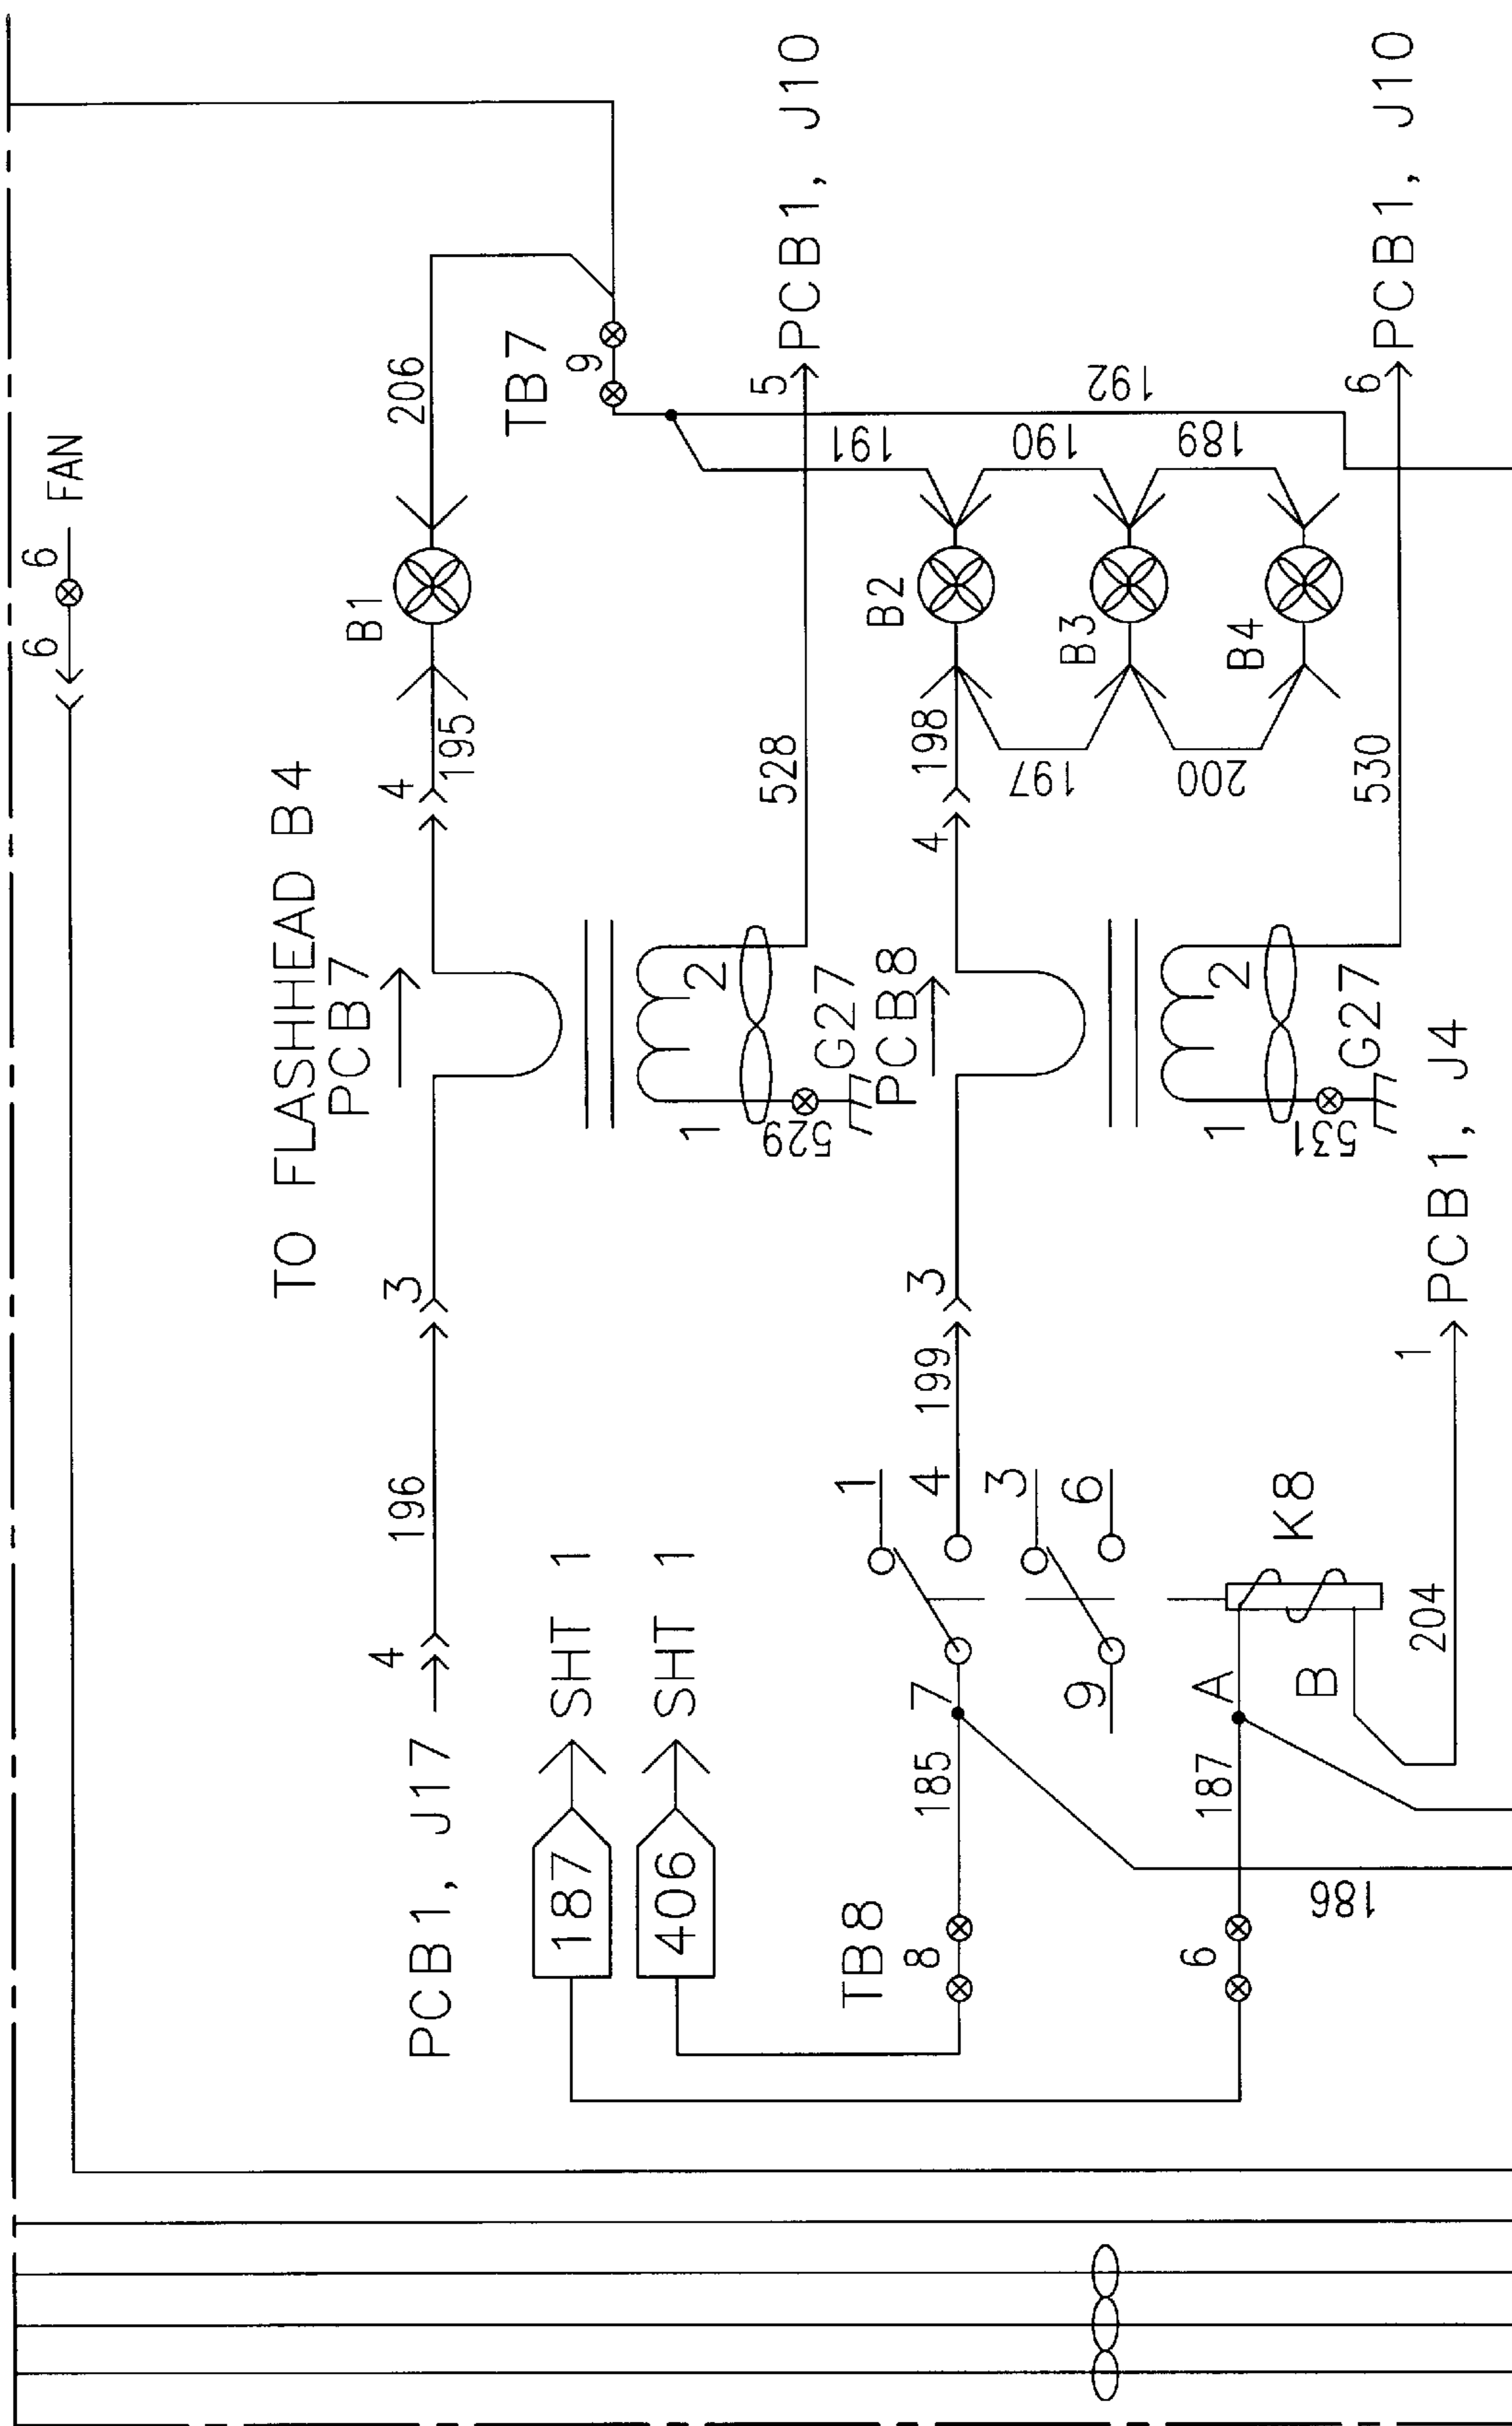 6 6 FAN
TO FLASHHEAD B4
PCB7
PCB1, J17
4
196
3
4
195
B1
206
TB7
9
187
SHT 1
406
SHT 1
1
2
528
5
PCB1, J10
529
G27
PCB8
TB8
8
185
7
1
4
199
3
4
198
B2
191
192
3
6
9
197
B3
190
200
B4
189
6
187
A
B
K8
186
204
1
PCB1, J4
1
2
531
G27
530
6
PCB1, J10